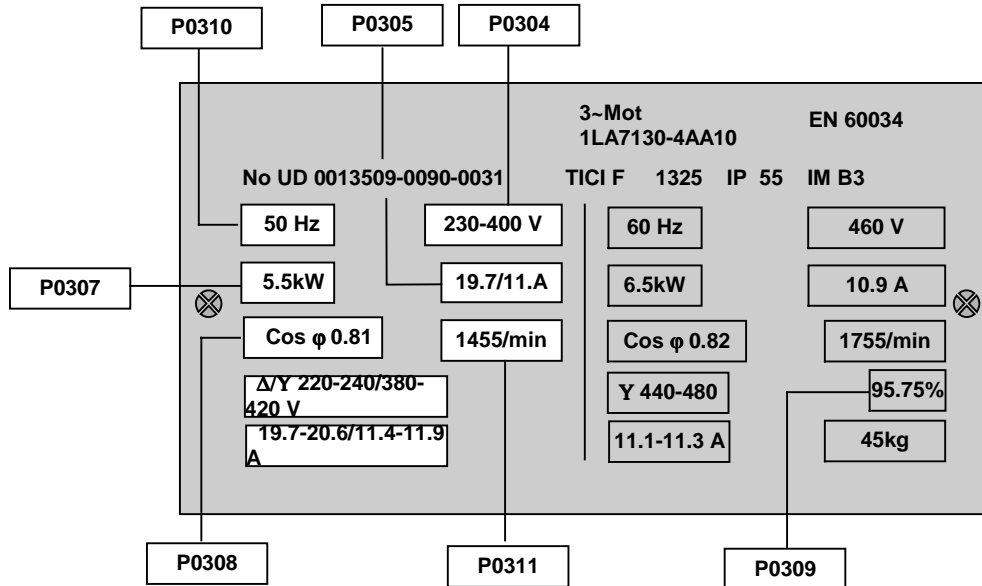 P0310
P0305
P0304
3~Mot
1LA7130-4AA10
EN 60034
No UD 0013509-0090-0031 TICI F 1325 IP 55 IM B3
50 Hz
230-400 V
60 Hz
460 V
P0307
5.5kW
19.7/11.A
6.5kW
10.9 A
Cos φ 0.81
1455/min
Cos φ 0.82
1755/min
Δ/Y 220-240/380-
420 V
Y 440-480
95.75%
19.7-20.6/11.4-11.9
A
11.1-11.3 A
45kg
P0308
P0311
P0309